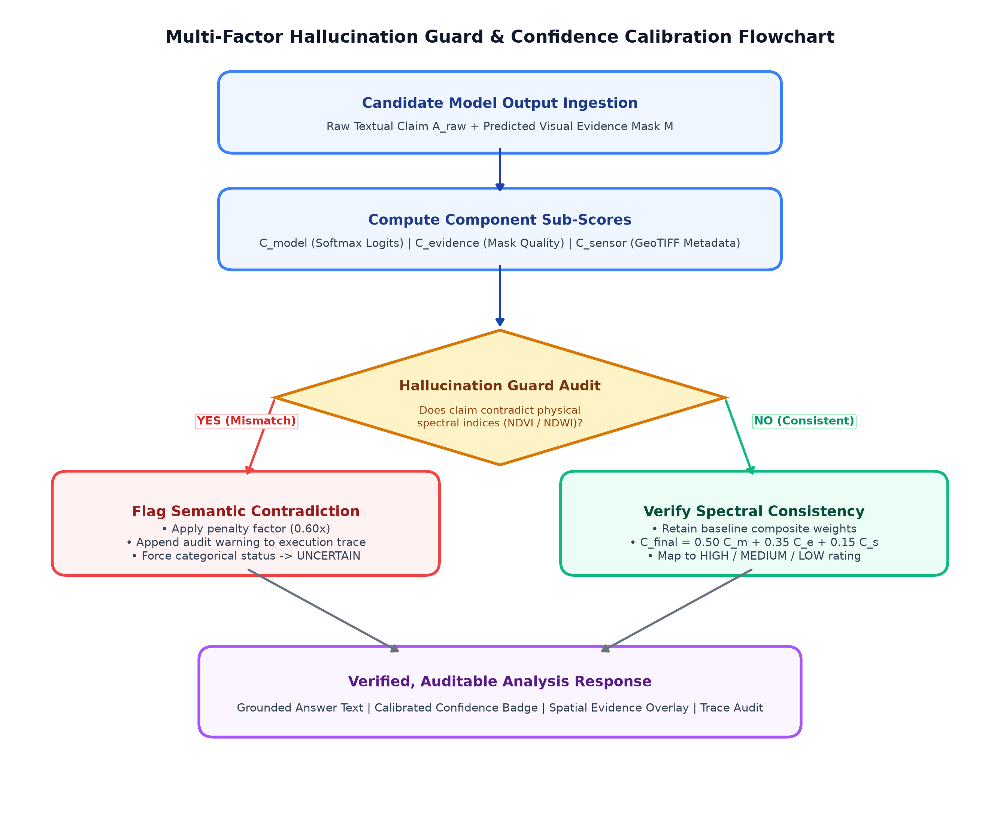 Multi-Factor Hallucination Guard & Confidence Calibration Flowchart
Candidate Model Output Ingestion
Raw Textual Claim A_raw + Predicted Visual Evidence Mask M
Compute Component Sub-Scores
C_model (Softmax Logits) | C_evidence (Mask Quality) | C_sensor (GeoTIFF Metadata)
Hallucination Guard Audit
Does claim contradict physical
spectral indices (NDVI / NDWI)?
YES (Mismatch)
NO (Consistent)
Flag Semantic Contradiction
• Apply penalty factor (0.60x)
• Append audit warning to execution trace
• Force categorical status -> UNCERTAIN
Verify Spectral Consistency
• Retain baseline composite weights
• C_final = 0.50 C_m + 0.35 C_e + 0.15 C_s
• Map to HIGH / MEDIUM / LOW rating
Verified, Auditable Analysis Response
Grounded Answer Text | Calibrated Confidence Badge | Spatial Evidence Overlay | Trace Audit